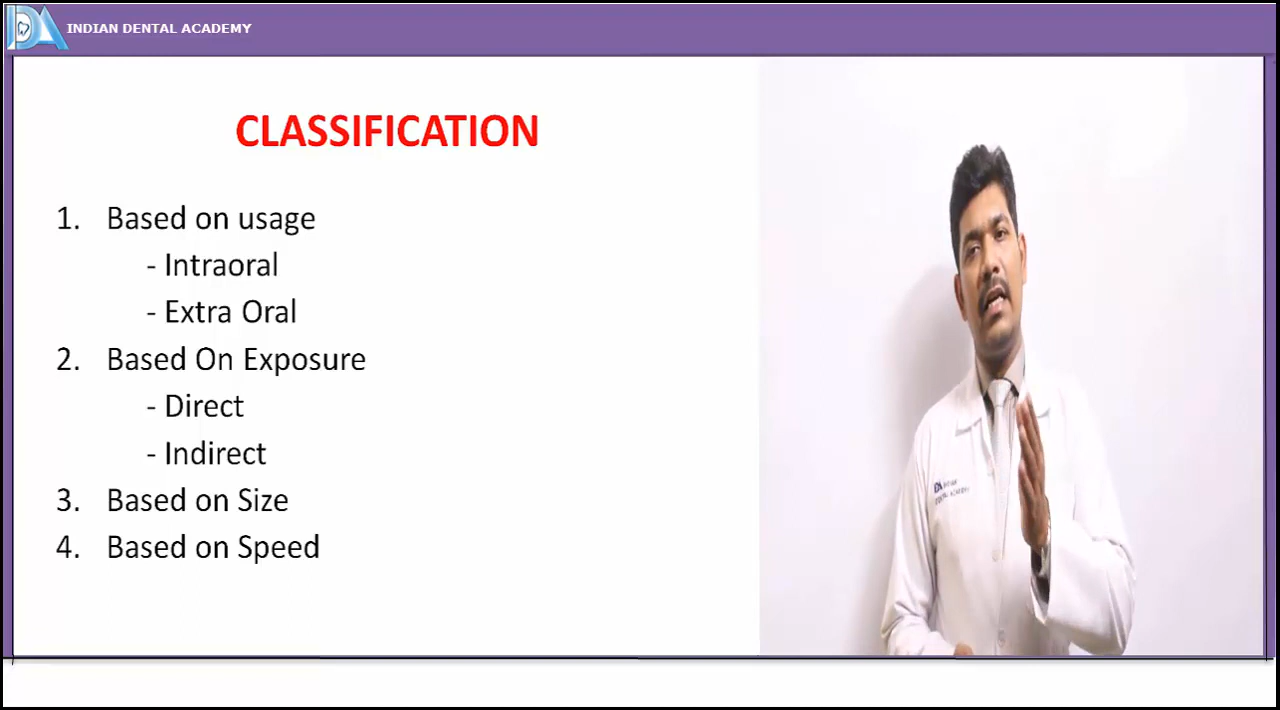 INDIAN DENTAL ACADEMY
CLASSIFICATION
1. Based on usage
- Intraoral
- Extra Oral
2. Based On Exposure
- Direct
- Indirect
3. Based on Size
4. Based on Speed